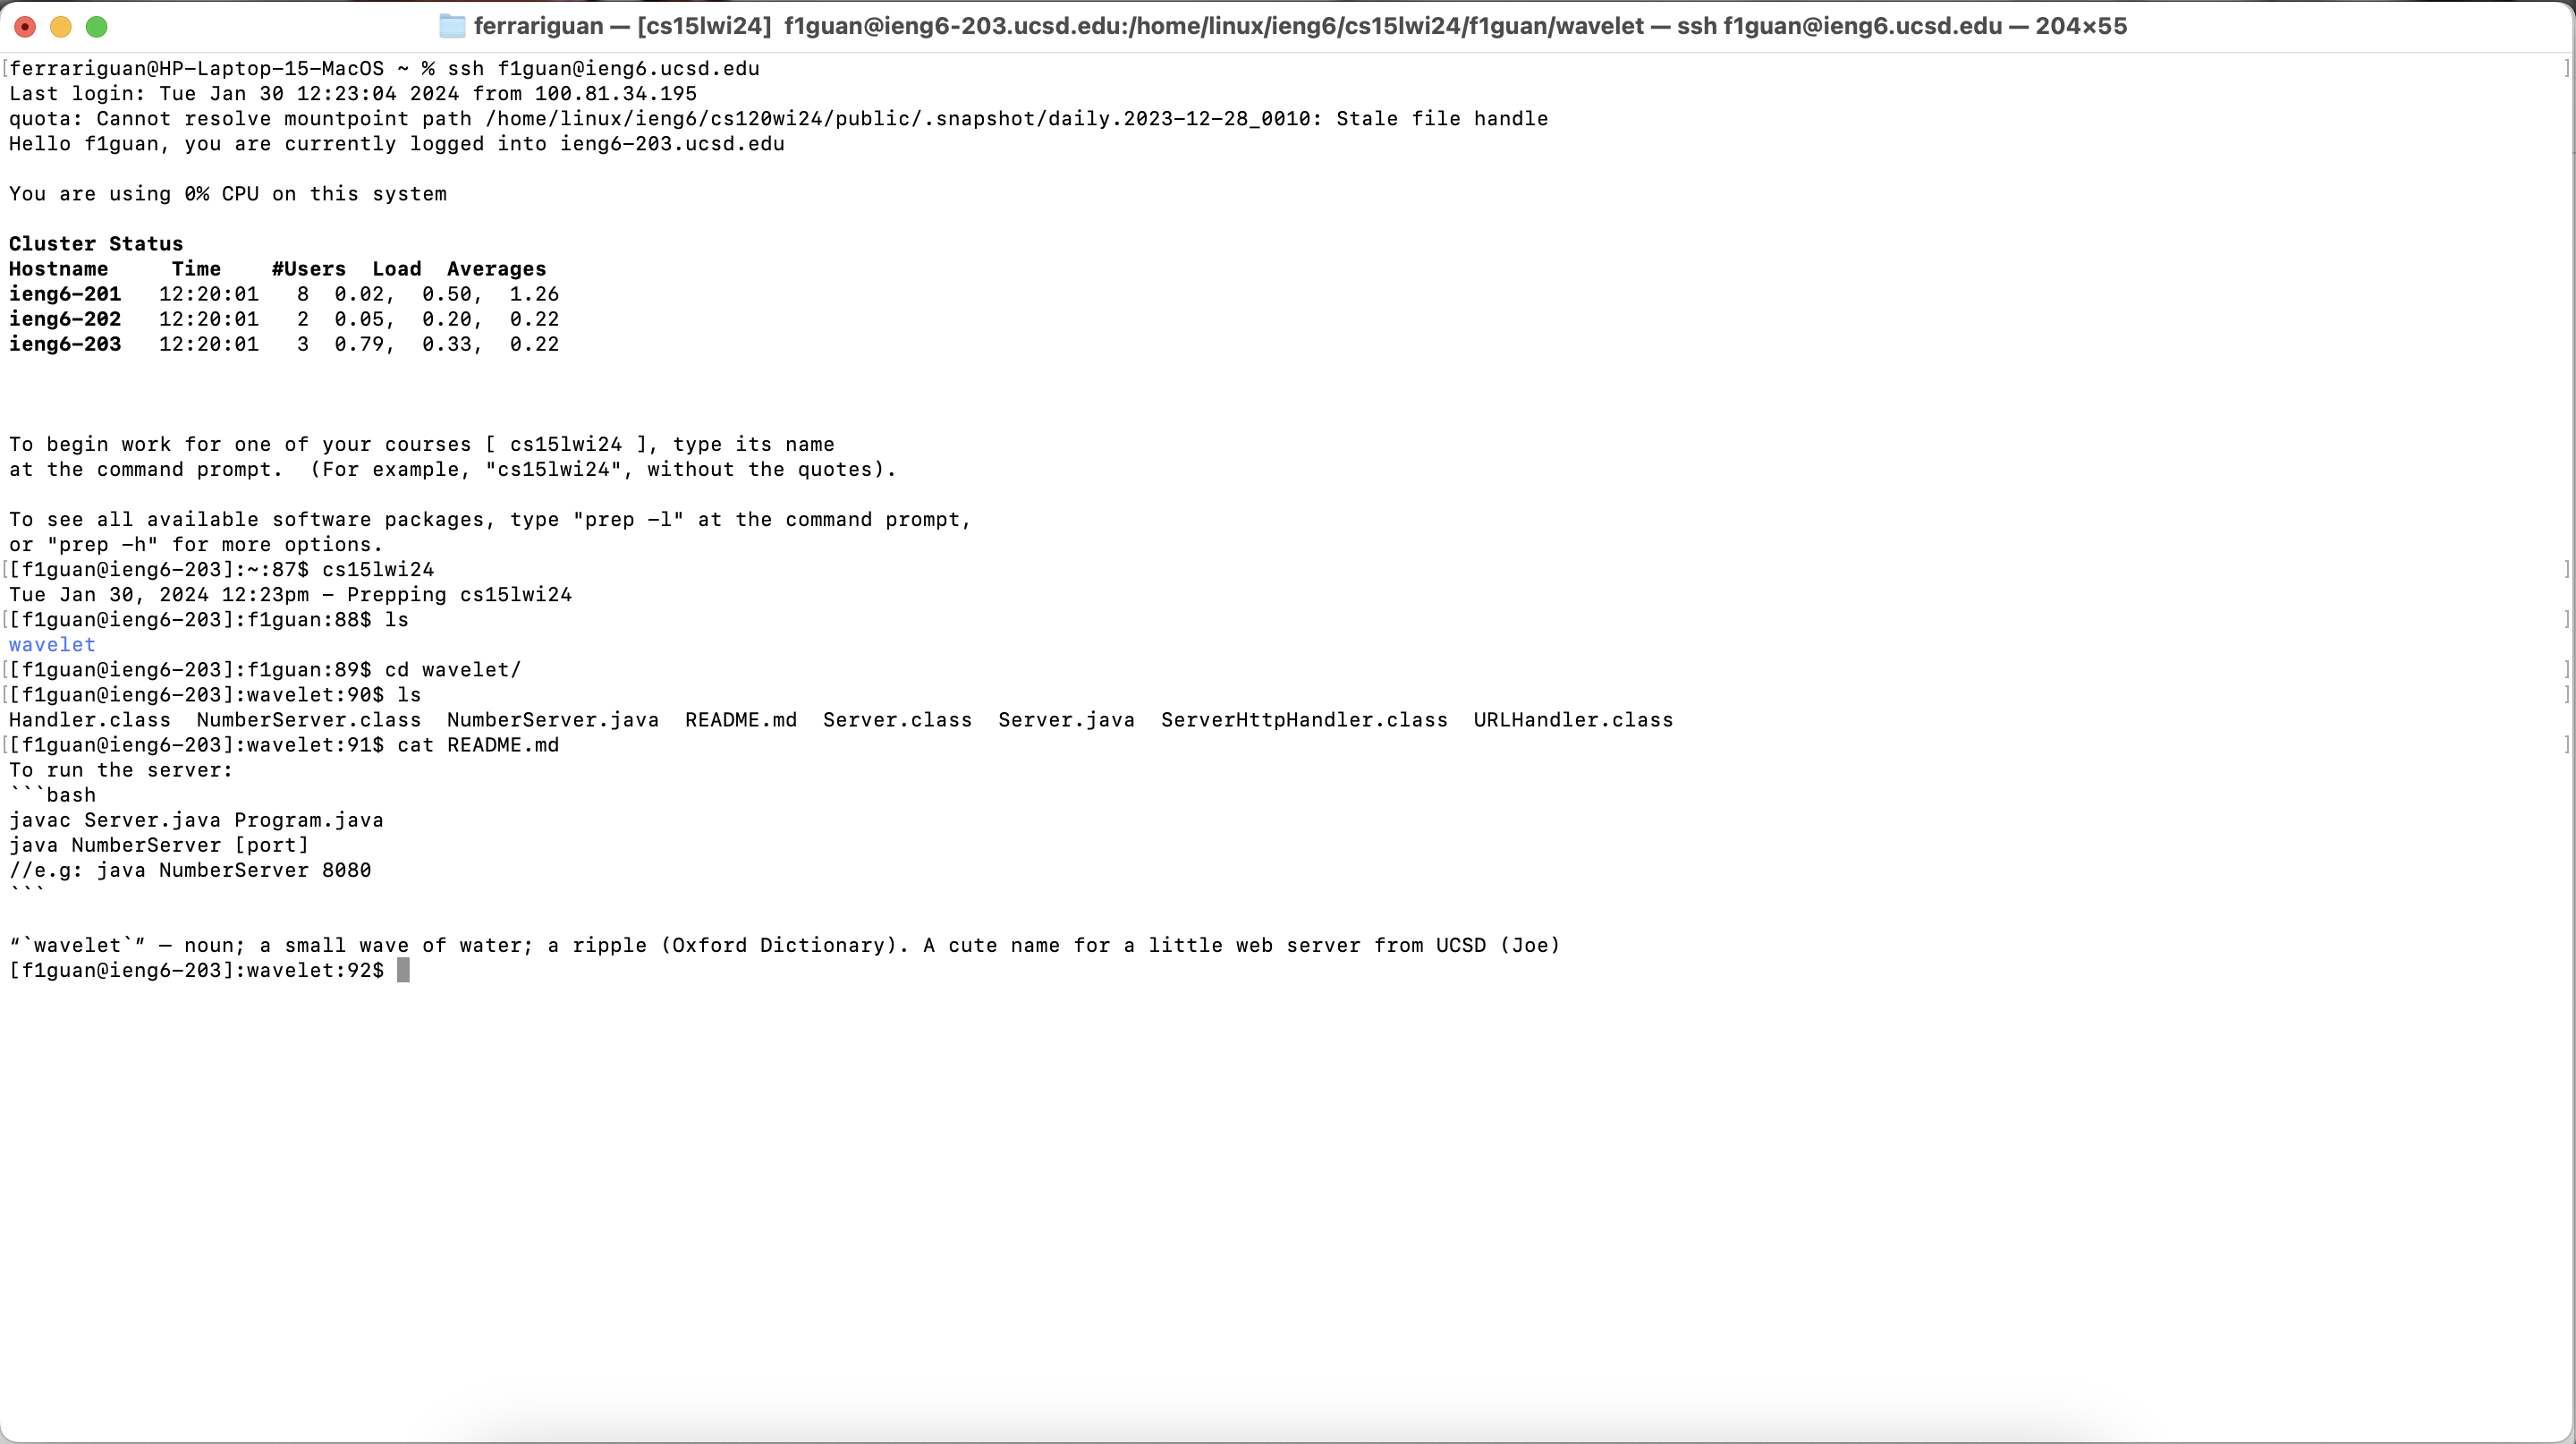 ferrariguan — [cs15lwi24]  f1guan@ieng6-203.ucsd.edu:/home/linux/ieng6/cs15lwi24/f1guan/wavelet — ssh f1guan@ieng6.ucsd.edu — 204×55
[ferrariguan@HP-Laptop-15-MacOS ~ % ssh f1guan@ieng6.ucsd.edu ]
Last login: Tue Jan 30 12:23:04 2024 from 100.81.34.195
quota: Cannot resolve mountpoint path /home/linux/ieng6/cs120wi24/public/.snapshot/daily.2023-12-28_0010: Stale file handle
Hello f1guan, you are currently logged into ieng6-203.ucsd.edu
You are using 0% CPU on this system
Cluster Status
Hostname     Time    #Users  Load  Averages
ieng6-201   12:20:01   8  0.02,  0.50,  1.26
ieng6-202   12:20:01   2  0.05,  0.20,  0.22
ieng6-203   12:20:01   3  0.79,  0.33,  0.22
To begin work for one of your courses [ cs15lwi24 ], type its name
at the command prompt.  (For example, "cs15lwi24", without the quotes).
To see all available software packages, type "prep -l" at the command prompt,
or "prep -h" for more options.
[[f1guan@ieng6-203]:~:87$ cs15lwi24 ]
Tue Jan 30, 2024 12:23pm - Prepping cs15lwi24
[[f1guan@ieng6-203]:f1guan:88$ ls ]
wavelet
[[f1guan@ieng6-203]:f1guan:89$ cd wavelet/ ]
[[f1guan@ieng6-203]:wavelet:90$ ls ]
Handler.class  NumberServer.class  NumberServer.java  README.md  Server.class  Server.java  ServerHttpHandler.class  URLHandler.class
[[f1guan@ieng6-203]:wavelet:91$ cat README.md ]
To run the server:
```bash
javac Server.java Program.java
java NumberServer [port]
//e.g: java NumberServer 8080
```
“`wavelet`” — noun; a small wave of water; a ripple (Oxford Dictionary). A cute name for a little web server from UCSD (Joe)
[f1guan@ieng6-203]:wavelet:92$